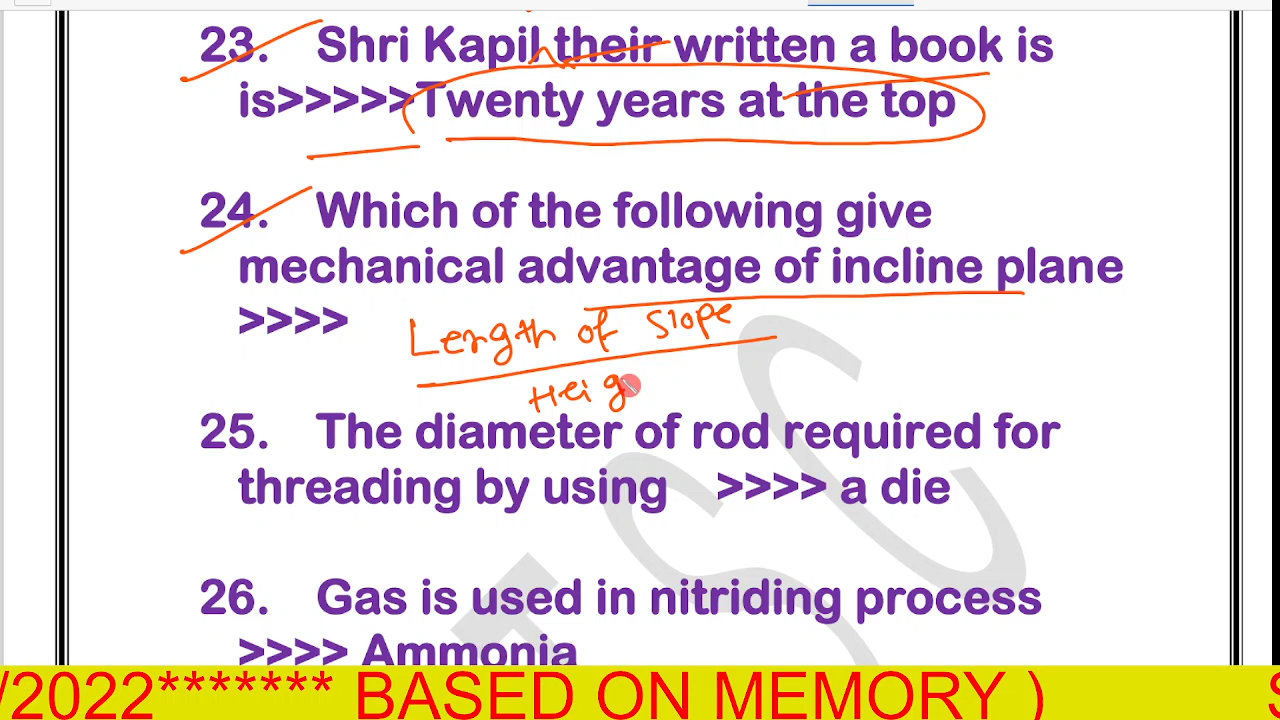 23. Shri Kapil their written a book is
is>>>>>Twenty years at the top
24. Which of the following give
mechanical advantage of incline plane
>>>>
Length of Slope
Heig
25. The diameter of rod required for
threading by using >>>> a die
26. Gas is used in nitriding process
>>>> Ammonia
/2022******* BASED ON MEMORY )